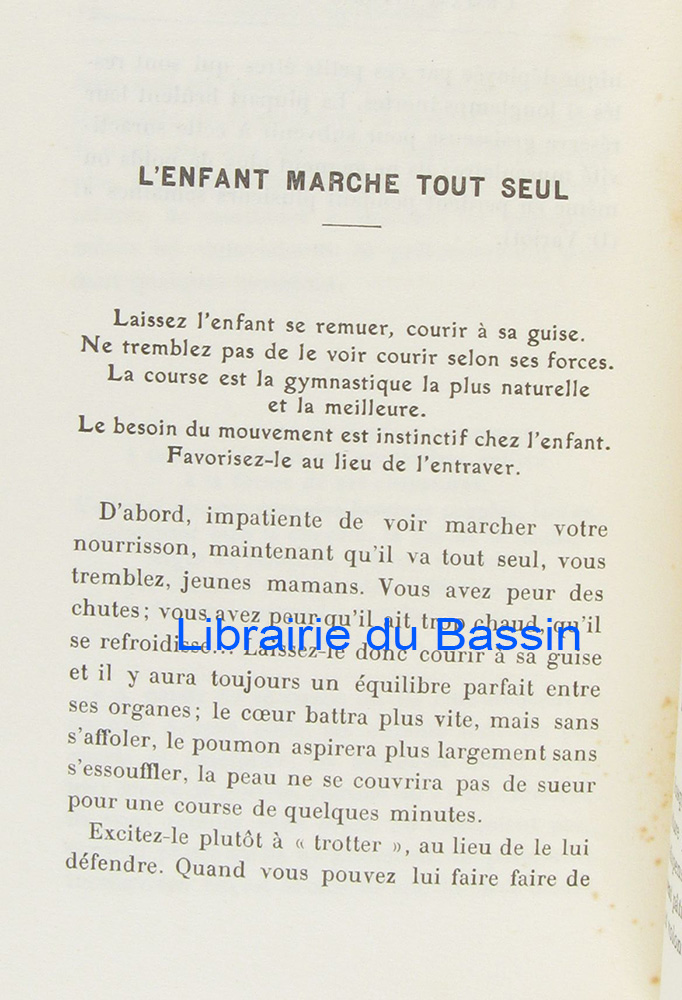 L'ENFANT MARCHE TOUT SEUL
Laissez l'enfant se remuer, courir à sa guise.
Ne tremblez pas de le voir courir selon ses forces.
La course est la gymnastique la plus naturelle
et la meilleure.
Le besoin du mouvement est instinctif chez l'enfant.
Favorisez-le au lieu de l'entraver.
D'abord, impatiente de voir marcher votre
nourrisson, maintenant qu'il va tout seul, vous
tremblez, jeunes mamans. Vous avez peur des
chutes; vous avez peur qu'il ait trop chaud, qu'il
Librairie du Bassin
se refroidisse... Laissez-le donc courir à sa guise
et il y aura toujours un équilibre parfait entre
ses organes; le cœur battra plus vite, mais sans
s'affoler, le poumon aspirera plus largement sans
s'essouffler, la peau ne se couvrira pas de sueur
pour une course de quelques minutes.
Excitez-le plutôt à « trotter », au lieu de le lui
défendre. Quand vous pouvez lui faire faire de